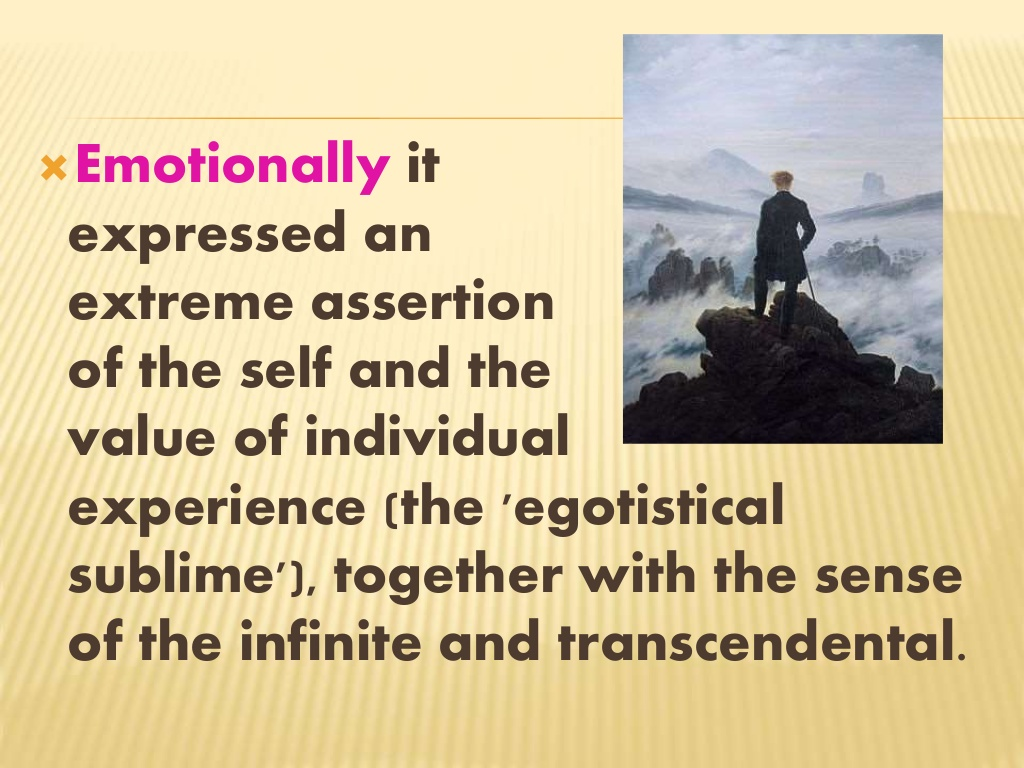 Emotionally it
expressed an
extreme assertion
of the self and the
value of individual
experience (the 'egotistical
sublime'), together with the sense
of the infinite and transcendental.